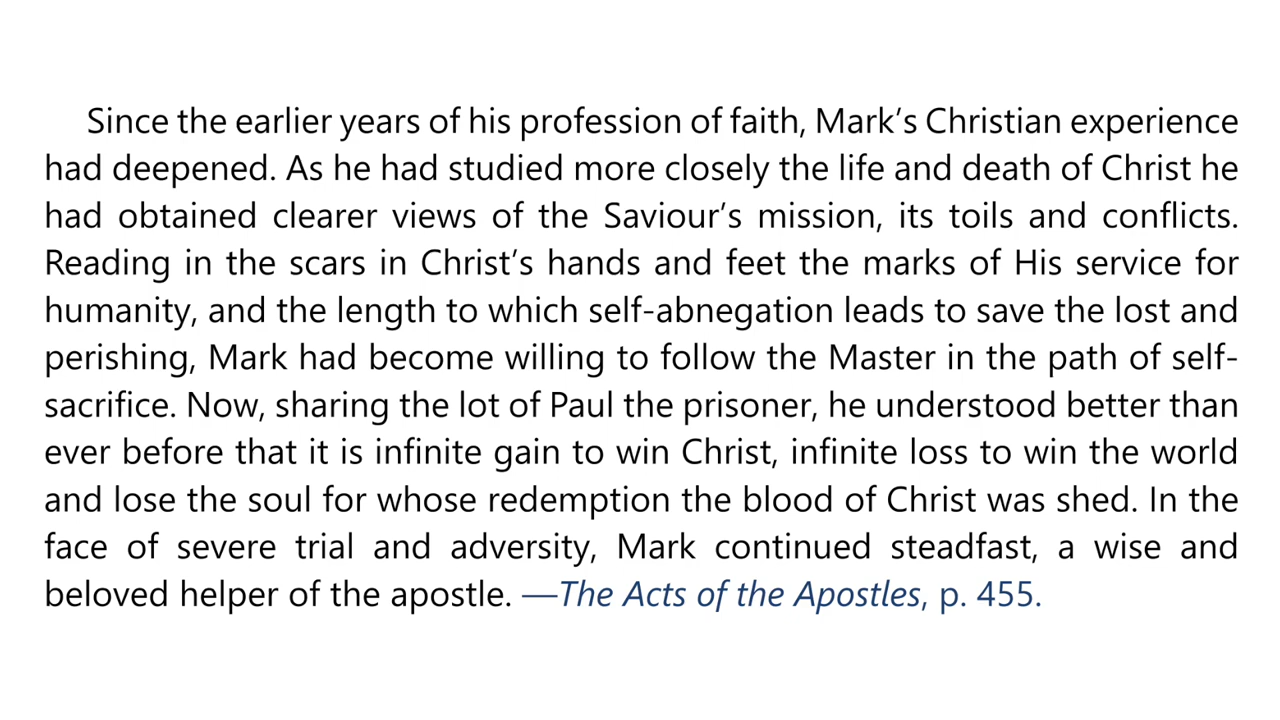 Since the earlier years of his profession of faith, Mark’s Christian experience
had deepened. As he had studied more closely the life and death of Christ he
had obtained clearer views of the Saviour’s mission, its toils and conflicts.
Reading in the scars in Christ’s hands and feet the marks of His service for
humanity, and the length to which self-abnegation leads to save the lost and
perishing, Mark had become willing to follow the Master in the path of self-
sacrifice. Now, sharing the lot of Paul the prisoner, he understood better than
ever before that it is infinite gain to win Christ, infinite loss to win the world
and lose the soul for whose redemption the blood of Christ was shed. In the
face of severe trial and adversity, Mark continued steadfast, a wise and
beloved helper of the apostle. —The Acts of the Apostles, p. 455.